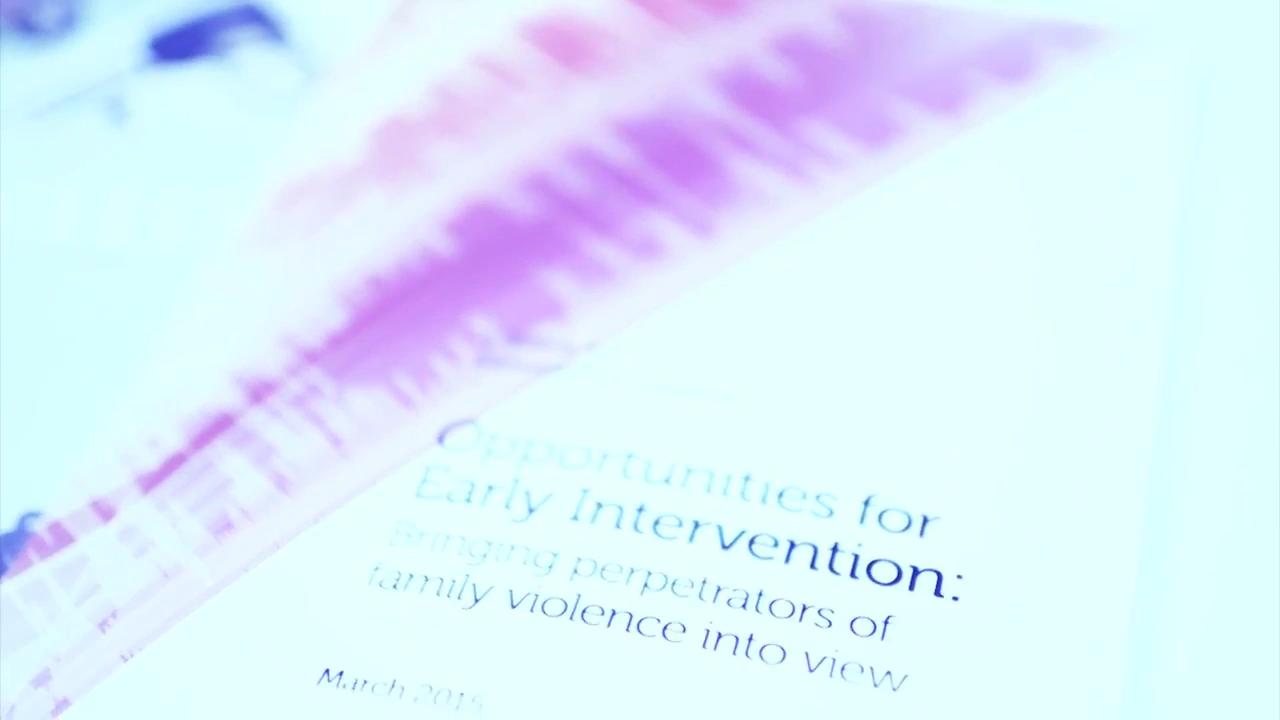 Opportunities for
Early Intervention:
Bringing perpetrators of
family violence into view
March 2015